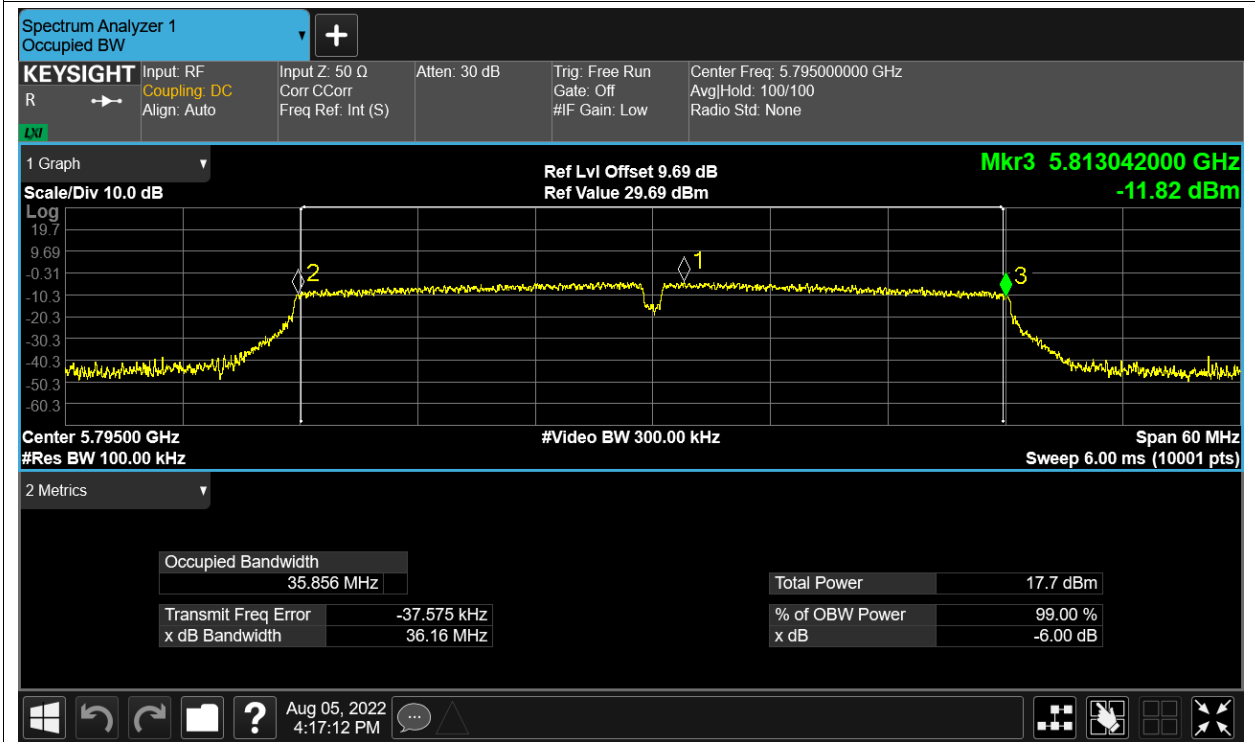 Spectrum Analyzer 1
Occupied BW
KEYSIGHT
R
LXI
Input: RF
Coupling: DC
Align: Auto
Input Z: 50 Ω
Corr CCorr
Freq Ref: Int (S)
Atten: 30 dB
Trig: Free Run
Gate: Off
#IF Gain: Low
Center Freq: 5.795000000 GHz
Avg|Hold: 100/100
Radio Std: None
1 Graph
Scale/Div 10.0 dB
Ref Lvl Offset 9.69 dB
Ref Value 29.69 dBm
Mkr3 5.813042000 GHz
-11.82 dBm
Log
19.7
9.69
-0.31
-10.3
-20.3
-30.3
-40.3
-50.3
-60.3
2
1
3
Center 5.79500 GHz
#Res BW 100.00 kHz
#Video BW 300.00 kHz
Span 60 MHz
Sweep 6.00 ms (10001 pts)
2 Metrics
Occupied Bandwidth
35.856 MHz
Transmit Freq Error -37.575 kHz
x dB Bandwidth 36.16 MHz
Total Power 17.7 dBm
% of OBW Power 99.00 %
x dB -6.00 dB
?
Aug 05, 2022
4:17:12 PM